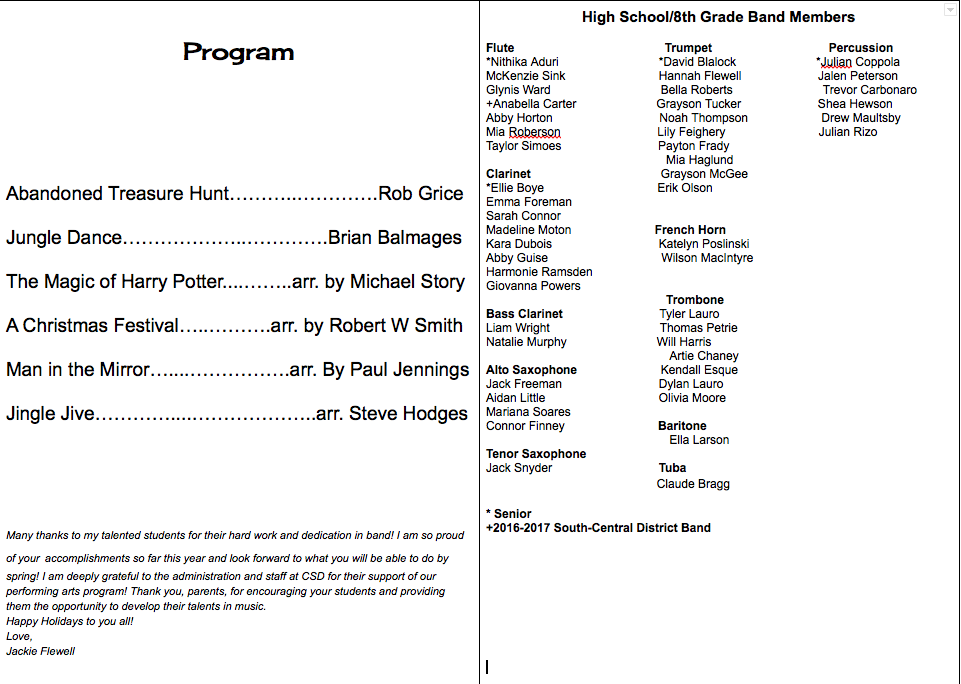 Program
Abandoned Treasure Hunt………..………….Rob Grice
Jungle Dance………………..………….Brian Balmages
The Magic of Harry Potter...……..arr. by Michael Story
A Christmas Festival…..……….arr. by Robert W Smith
Man in the Mirror…....…………….arr. By Paul Jennings
Jingle Jive…………....………………..arr. Steve Hodges
Many thanks to my talented students for their hard work and dedication in band! I am so proud
of your accomplishments so far this year and look forward to what you will be able to do by
spring! I am deeply grateful to the administration and staff at CSD for their support of our
performing arts program! Thank you, parents, for encouraging your students and providing
them the opportunity to develop their talents in music.
Happy Holidays to you all!
Love,
Jackie Flewell
High School/8th Grade Band Members
Flute
*Nithika Aduri
McKenzie Sink
Glynis Ward
+Anabella Carter
Abby Horton
Mia Roberson
Taylor Simoes
Clarinet
*Ellie Boye
Emma Foreman
Sarah Connor
Madeline Moton
Kara Dubois
Abby Guise
Harmonie Ramsden
Giovanna Powers
Bass Clarinet
Liam Wright
Natalie Murphy
Alto Saxophone
Jack Freeman
Aidan Little
Mariana Soares
Connor Finney
Tenor Saxophone
Jack Snyder
Trumpet
*David Blalock
Hannah Flewell
Bella Roberts
Grayson Tucker
Noah Thompson
Lily Feighery
Payton Frady
Mia Haglund
Grayson McGee
Erik Olson
French Horn
Katelyn Poslinski
Wilson MacIntyre
Trombone
Tyler Lauro
Thomas Petrie
Will Harris
Artie Chaney
Kendall Esque
Dylan Lauro
Olivia Moore
Baritone
Ella Larson
Tuba
Claude Bragg
Percussion
*Julian Coppola
Jalen Peterson
Trevor Carbonaro
Shea Hewson
Drew Maultsby
Julian Rizo
* Senior
+2016-2017 South-Central District Band